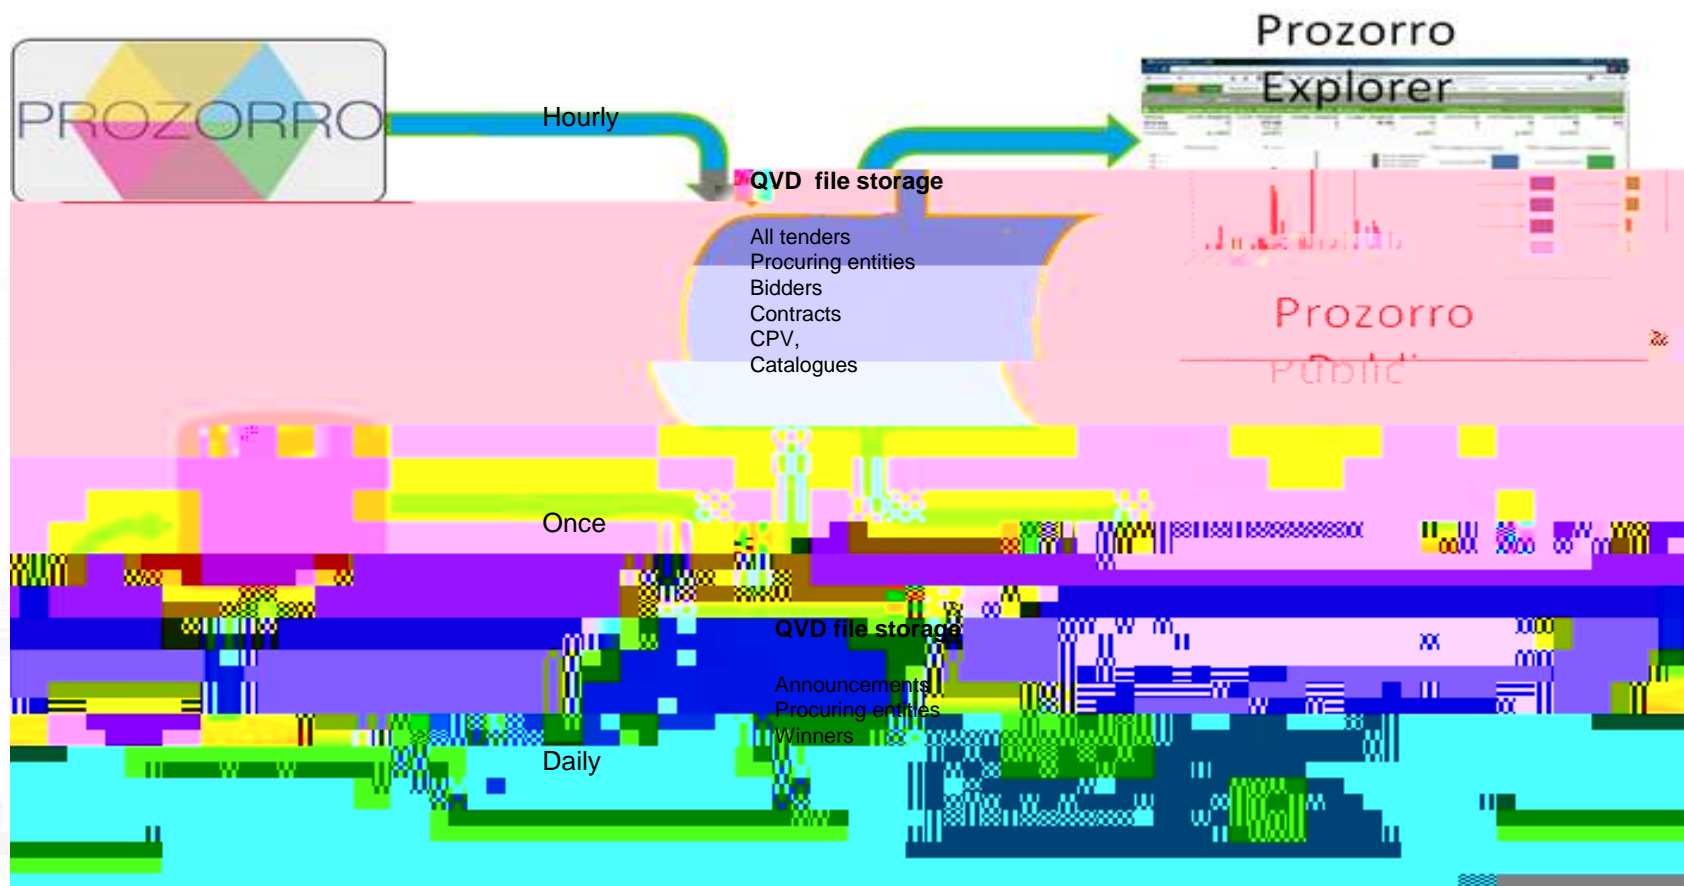 Prozorro
Explorer
PROZORRO
Hourly
QVD file storage
All tenders
Procuring entities
Bidders
Contracts
CPV,
Catalogues
Prozorro
Public
Once
QVD file storage
Announcements
Procuring entities
Winners
Daily